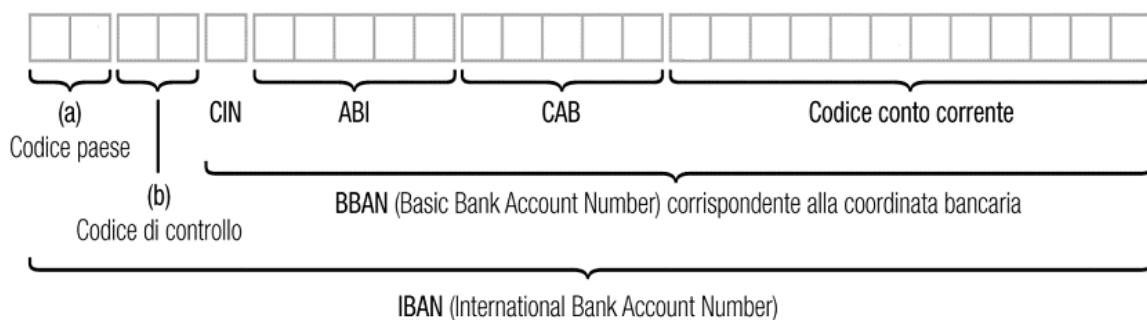 (a) CIN ABI CAB Codice conto corrente
Codice paese
(b)
Codice di controllo
BBAN (Basic Bank Account Number) corrispondente alla coordinata bancaria
IBAN (International Bank Account Number)